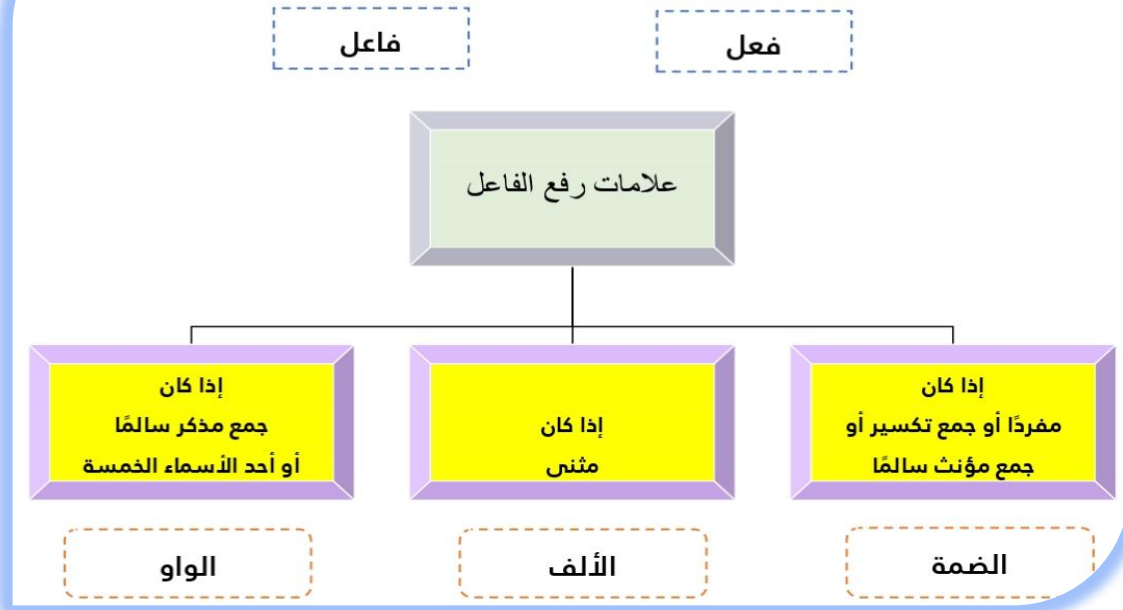 فعل
فاعل
علامات رفع الفاعل
إذا كان
مفردًا أو جمع تكسير أو
جمع مؤنث سالمًا
إذا كان
مثنى
إذا كان
جمع مذكر سالمًا
أو أحد الأسماء الخمسة
الضمة
الألف
الواو